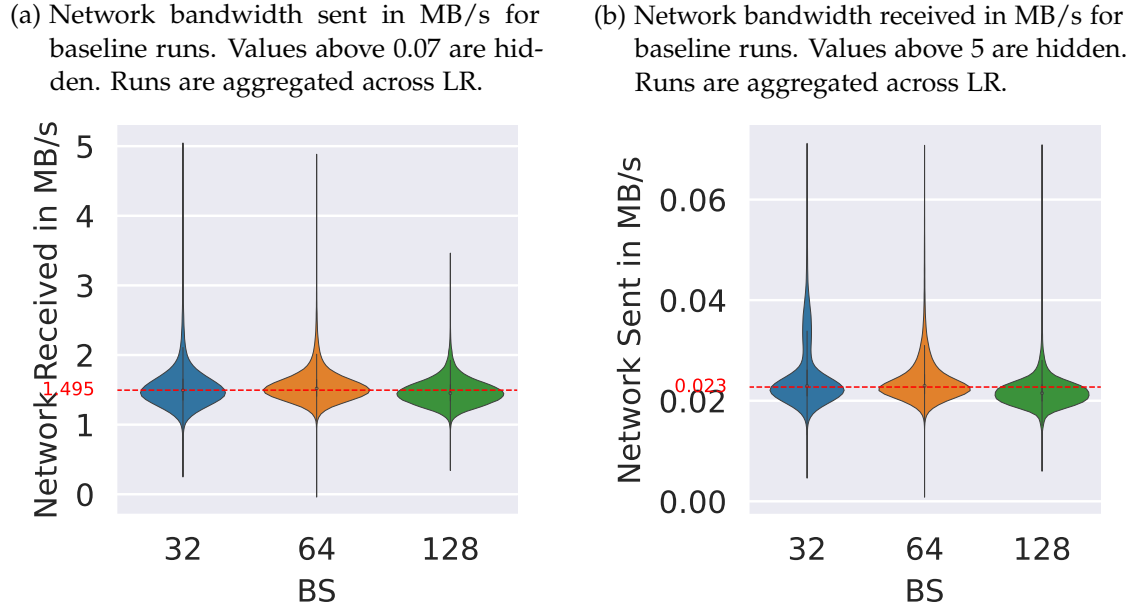 (a) Network bandwidth sent in MB/s for
baseline runs. Values above 0.07 are hid-
den. Runs are aggregated across LR.
(b) Network bandwidth received in MB/s for
baseline runs. Values above 5 are hidden.
Runs are aggregated across LR.
Network Received in MB/s
5
4
3
2
1.495
1
0
32
64
128
BS
Network Sent in MB/s
0.06
0.04
0.023
0.02
0.00
32
64
128
BS